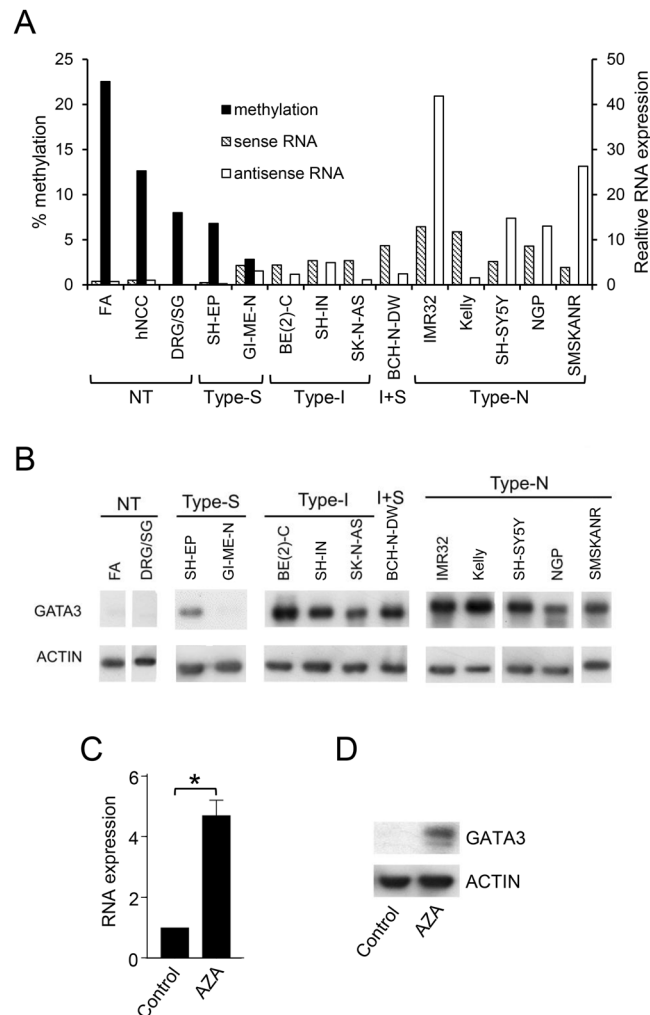 A
25
20
15
10
5
0
% methylation
methylation
sense RNA
antisense RNA
50
40
30
20
10
0
Realtive RNA expression
FA
hNCC
DRG/SG
SH-EP
GI-ME-N
BE(2)-C
SH-IN
SK-N-AS
BCH-N-DW
IMR32
Kelly
SH-SY5Y
NGP
SMSKANR
NT
Type-S
Type-I
I+S
Type-N
B
NT
Type-S
Type-I
I+S
Type-N
FA
DRG/SG
SH-EP
GI-ME-N
BE(2)-C
SH-IN
SK-N-AS
BCH-N-DW
IMR32
Kelly
SH-SY5Y
NGP
SMSKANR
GATA3
ACTIN
C
6
4
2
0
RNA expression
*
Control
AZA
D
GATA3
ACTIN
Control
AZA